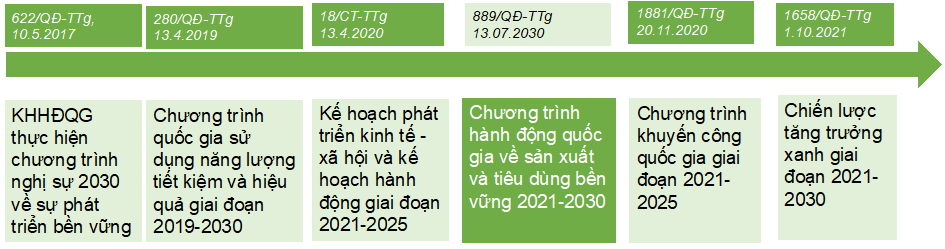 622/QĐ-TTg,
10.5.2017
280/QĐ-TTg
13.4.2019
18/CT-TTg
13.4.2020
889/QĐ-TTg
13.07.2030
1881/QĐ-TTg
20.11.2020
1658/QĐ-TTg
1.10.2021
KHHĐQG
thực hiện
chương trình
nghị sự 2030
về sự phát
triển bền vững
Chương trình
quốc gia sử
dụng năng lượng
tiết kiệm và hiệu
quả giai đoạn
2019-2030
Kế hoạch phát
triển kinh tế -
xã hội và kế
hoạch hành
động giai đoạn
2021-2025
Chương trình
hành động quốc
gia về sản xuất
và tiêu dùng bền
vững 2021-2030
Chương trình
khuyến công
quốc gia giai
đoạn 2021-
2025
Chiến lược
tăng trưởng
xanh giai
đoạn 2021-
2030